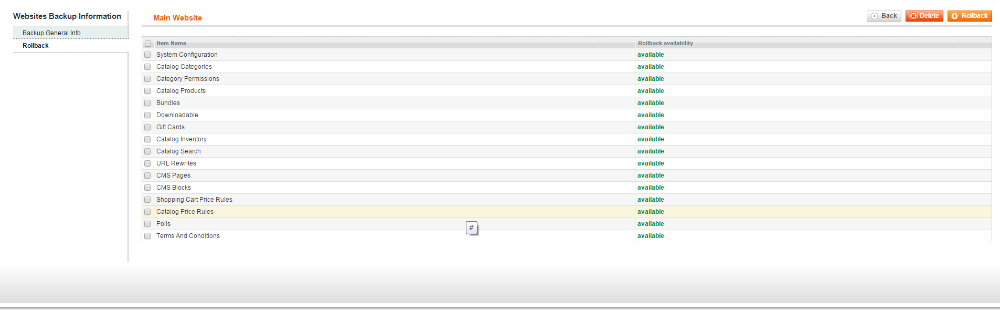 Websites Backup Information
Backup General Info
Rollback
Main Website
Back Delete Rollback
Item Name Rollback availability
System Configuration available
Catalog Categories available
Category Permissions available
Catalog Products available
Bundles available
Downloadable available
Gift Cards available
Catalog Inventory available
Catalog Search available
URL Rewrites available
CMS Pages available
CMS Blocks available
Shopping Cart Price Rules available
Catalog Price Rules available
Polls available
#
Terms And Conditions available